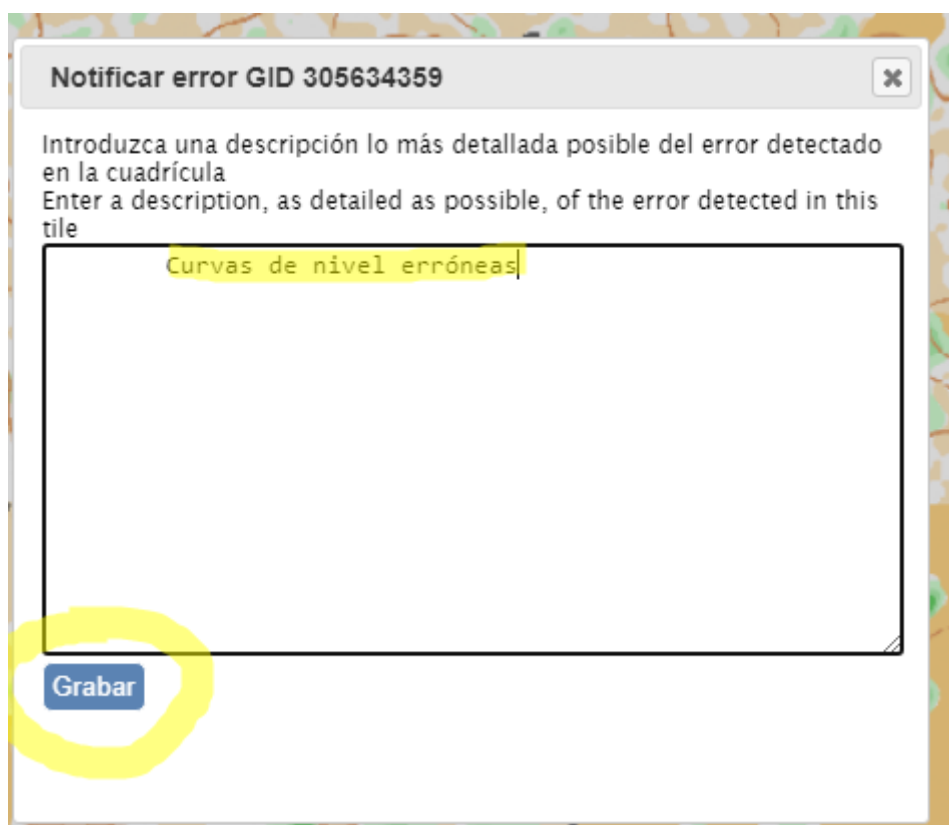 Notificar error GID 305634359
Introduzca una descripción lo más detallada posible del error detectado
en la cuadrícula
Enter a description, as detailed as possible, of the error detected in this
tile
Curvas de nivel erróneas
Grabar